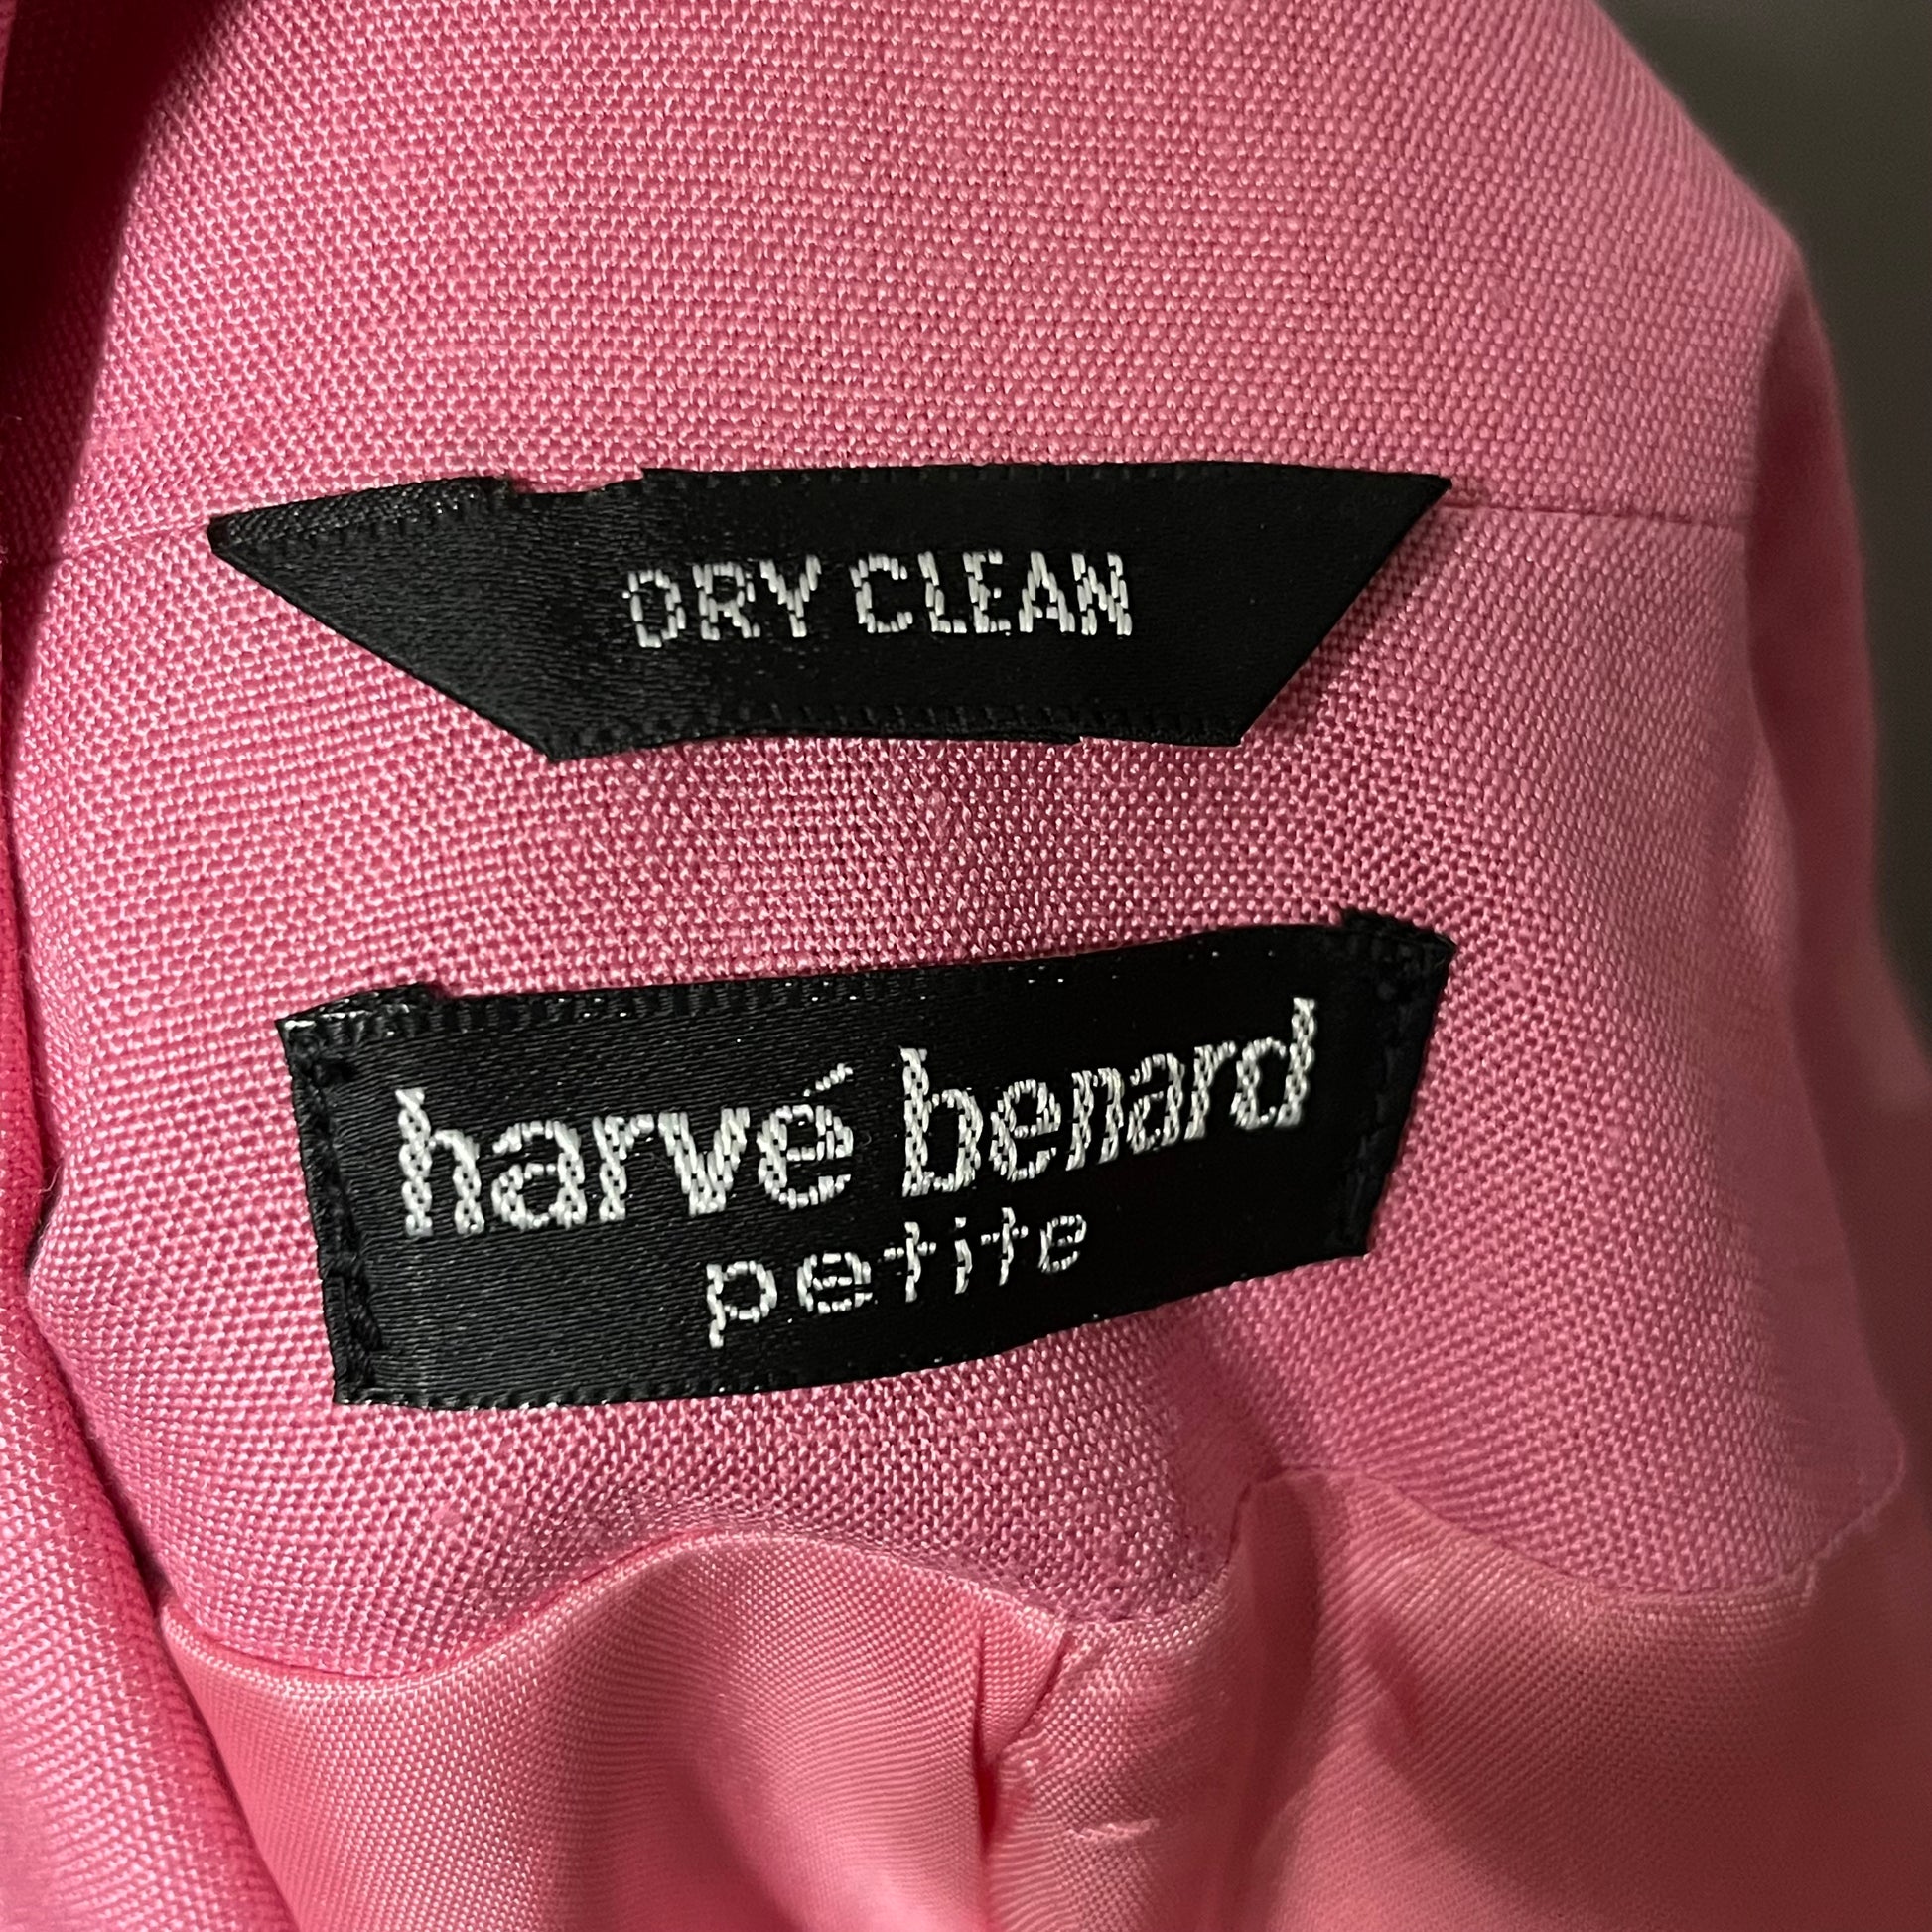 DRY CLEAN
harvé benard
petite